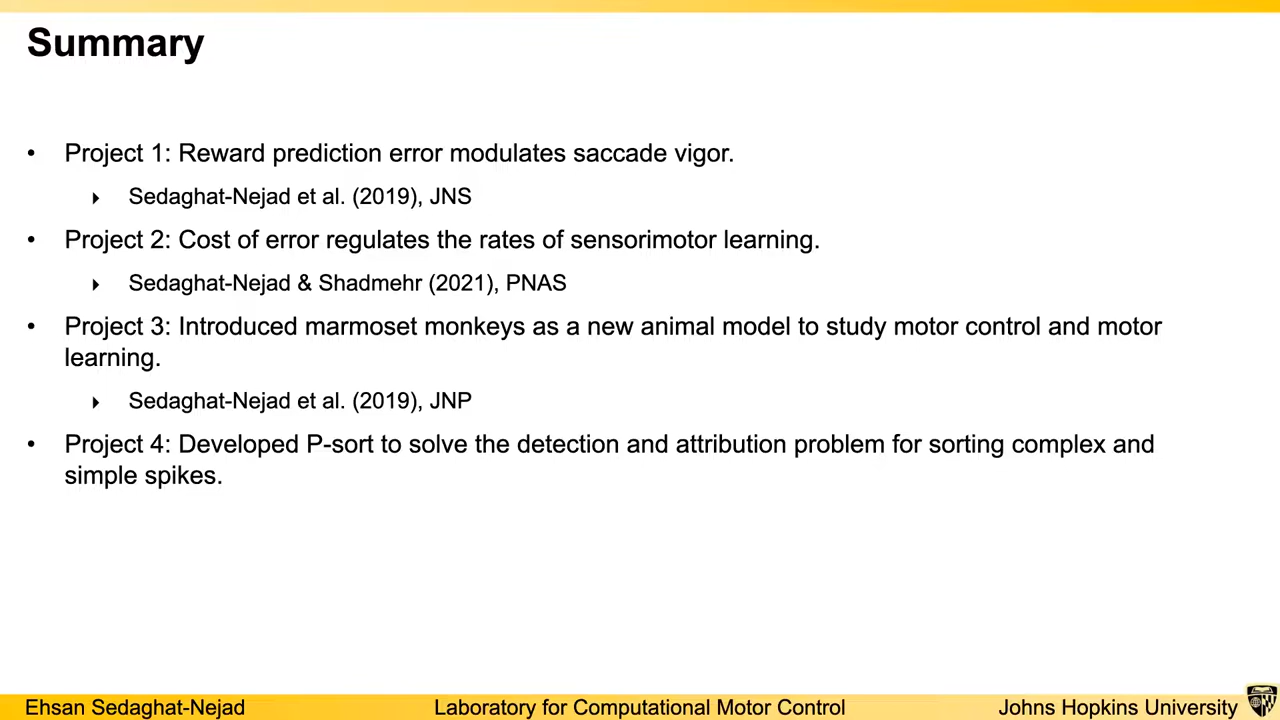 Summary
• Project 1: Reward prediction error modulates saccade vigor.
Sedaghat-Nejad et al. (2019), JNS
• Project 2: Cost of error regulates the rates of sensorimotor learning.
Sedaghat-Nejad & Shadmehr (2021), PNAS
• Project 3: Introduced marmoset monkeys as a new animal model to study motor control and motor
learning.
Sedaghat-Nejad et al. (2019), JNP
• Project 4: Developed P-sort to solve the detection and attribution problem for sorting complex and
simple spikes.
Ehsan Sedaghat-Nejad Laboratory for Computational Motor Control Johns Hopkins University